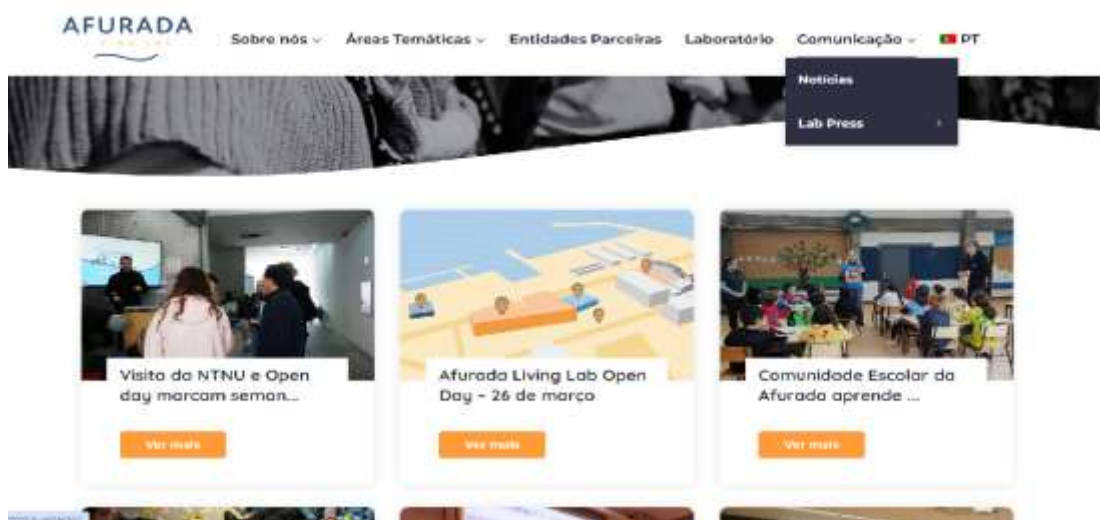 AFURADA
Sobre nós Áreas Temáticas Entidades Parceiras Laboratório Comunicação PT
Notícias
Lab Press
Visita da NTNU e Open
day marcam seman...
Afurada Living Lab Open
Day - 26 de março
Comunidade Escolar da
Afurada aprende ...
Ver mais
Ver mais
Ver mais